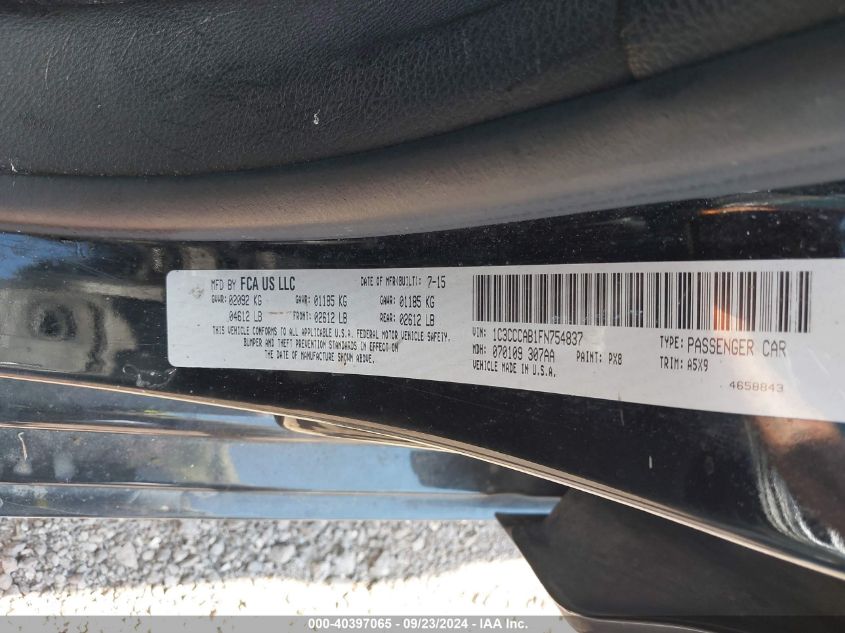 MFD BY FCA US LLC DATE OF MFR(BUILT): 7-15
GVWR: 02092 KG GAWR: 01185 KG GAWR: 01185 KG
04612 LB FRONT: 02612 LB REAR: 02612 LB
THIS VEHICLE CONFORMS TO ALL APPLICABLE U.S.A. FEDERAL MOTOR VEHICLE SAFETY,
BUMPER AND THEFT PREVENTION STANDARDS IN EFFECT ON
THE DATE OF MANUFACTURE SHOWN ABOVE.
VIN: 1C3CCCAB1FN754837 TYPE: PASSENGER CAR
MDH: 070109 307AA PAINT: PX8 TRIM: A5X9
VEHICLE MADE IN U.S.A. 4658843
000-40397065 - 09/23/2024 - IAA Inc.